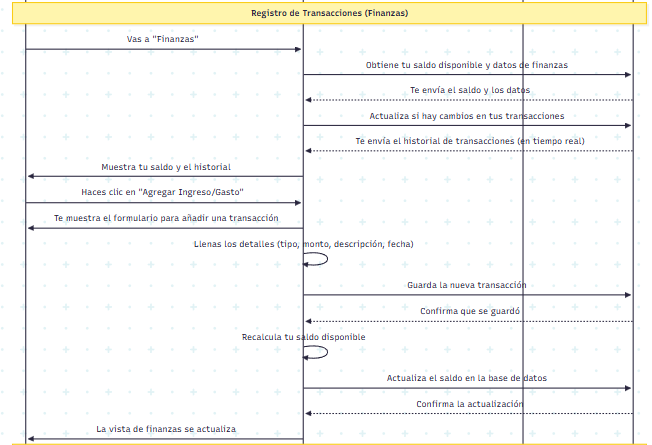 Registro de Transacciones (Finanzas)
Vas a "Finanzas"
Obtiene tu saldo disponible y datos de finanzas
Te envía el saldo y los datos
Actualiza si hay cambios en tus transacciones
Te envía el historial de transacciones (en tiempo real)
Muestra tu saldo y el historial
Haces clic en "Agregar Ingreso/Gasto"
Te muestra el formulario para añadir una transacción
Llenas los detalles (tipo, monto, descripción, fecha)
Guarda la nueva transacción
Confirma que se guardó
Recalcula tu saldo disponible
Actualiza el saldo en la base de datos
Confirma la actualización
La vista de finanzas se actualiza